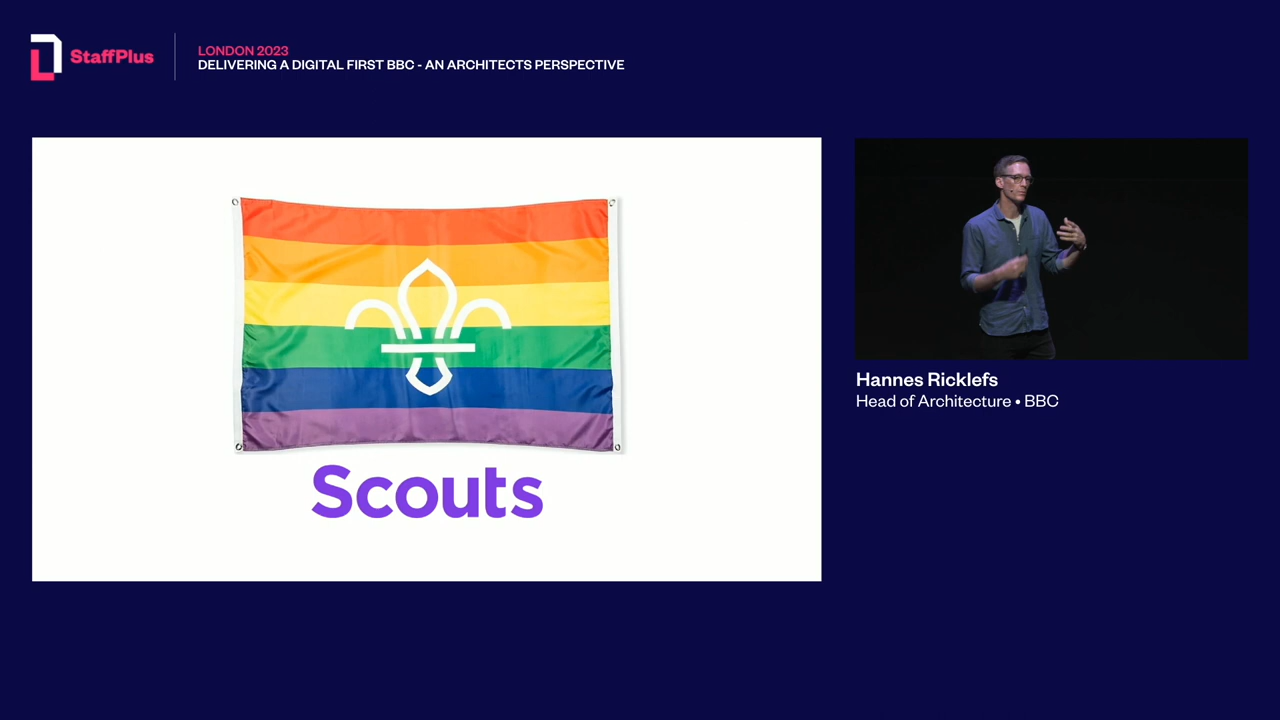 StaffPlus
LONDON 2023
DELIVERING A DIGITAL FIRST BBC - AN ARCHITECTS PERSPECTIVE
Scouts
Hannes Ricklefs
Head of Architecture • BBC